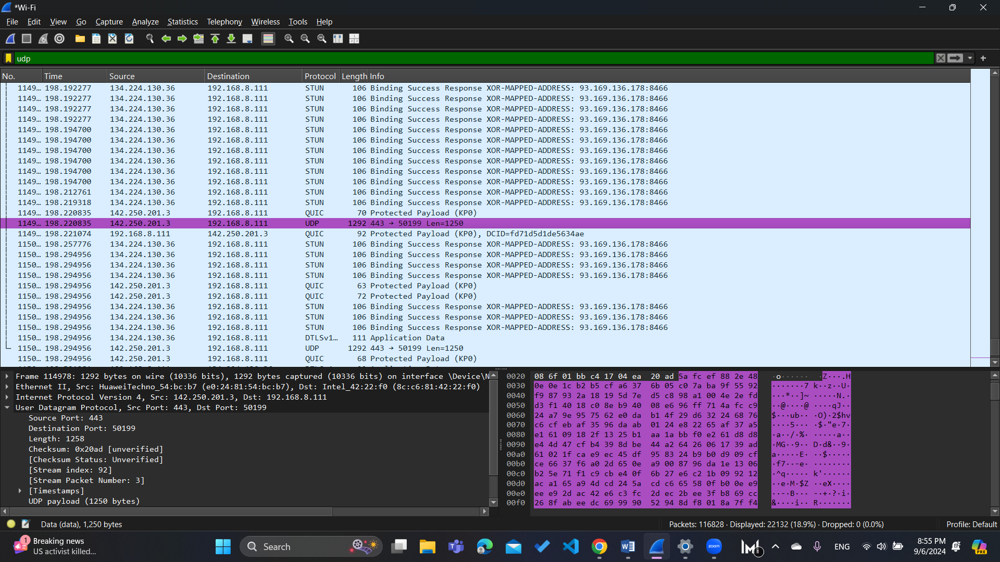 *Wi-Fi
File Edit View Go Capture Analyze Statistics Telephony Wireless Tools Help
udp
No. Time Source Destination Protocol Length Info
1149… 198.192277 134.224.130.36 192.168.8.111 STUN 106 Binding Success Response XOR-MAPPED-ADDRESS: 93.169.136.178:8466
1149… 198.192277 134.224.130.36 192.168.8.111 STUN 106 Binding Success Response XOR-MAPPED-ADDRESS: 93.169.136.178:8466
1149… 198.192277 134.224.130.36 192.168.8.111 STUN 106 Binding Success Response XOR-MAPPED-ADDRESS: 93.169.136.178:8466
1149… 198.192277 134.224.130.36 192.168.8.111 STUN 106 Binding Success Response XOR-MAPPED-ADDRESS: 93.169.136.178:8466
1149… 198.194700 134.224.130.36 192.168.8.111 STUN 106 Binding Success Response XOR-MAPPED-ADDRESS: 93.169.136.178:8466
1149… 198.194700 134.224.130.36 192.168.8.111 STUN 106 Binding Success Response XOR-MAPPED-ADDRESS: 93.169.136.178:8466
1149… 198.194700 134.224.130.36 192.168.8.111 STUN 106 Binding Success Response XOR-MAPPED-ADDRESS: 93.169.136.178:8466
1149… 198.194700 134.224.130.36 192.168.8.111 STUN 106 Binding Success Response XOR-MAPPED-ADDRESS: 93.169.136.178:8466
1149… 198.194700 134.224.130.36 192.168.8.111 STUN 106 Binding Success Response XOR-MAPPED-ADDRESS: 93.169.136.178:8466
1149… 198.194700 134.224.130.36 192.168.8.111 STUN 106 Binding Success Response XOR-MAPPED-ADDRESS: 93.169.136.178:8466
1149… 198.212761 134.224.130.36 192.168.8.111 STUN 106 Binding Success Response XOR-MAPPED-ADDRESS: 93.169.136.178:8466
1149… 198.219318 134.224.130.36 192.168.8.111 STUN 106 Binding Success Response XOR-MAPPED-ADDRESS: 93.169.136.178:8466
1149… 198.220835 142.250.201.3 192.168.8.111 QUIC 70 Protected Payload (KP0)
1149… 198.220835 142.250.201.3 192.168.8.111 UDP 1292 443 → 50199 Len=1250
1149… 198.221074 192.168.8.111 142.250.201.3 QUIC 92 Protected Payload (KP0), DCID=fd71d5d1de5634ae
1150… 198.257776 134.224.130.36 192.168.8.111 STUN 106 Binding Success Response XOR-MAPPED-ADDRESS: 93.169.136.178:8466
1150… 198.294956 134.224.130.36 192.168.8.111 STUN 106 Binding Success Response XOR-MAPPED-ADDRESS: 93.169.136.178:8466
1150… 198.294956 134.224.130.36 192.168.8.111 STUN 106 Binding Success Response XOR-MAPPED-ADDRESS: 93.169.136.178:8466
1150… 198.294956 134.224.130.36 192.168.8.111 STUN 106 Binding Success Response XOR-MAPPED-ADDRESS: 93.169.136.178:8466
1150… 198.294956 142.250.201.3 192.168.8.111 QUIC 63 Protected Payload (KP0)
1150… 198.294956 142.250.201.3 192.168.8.111 QUIC 72 Protected Payload (KP0)
1150… 198.294956 134.224.130.36 192.168.8.111 STUN 106 Binding Success Response XOR-MAPPED-ADDRESS: 93.169.136.178:8466
1150… 198.294956 134.224.130.36 192.168.8.111 STUN 106 Binding Success Response XOR-MAPPED-ADDRESS: 93.169.136.178:8466
1150… 198.294956 134.224.130.36 192.168.8.111 STUN 106 Binding Success Response XOR-MAPPED-ADDRESS: 93.169.136.178:8466
1150… 198.294956 134.224.130.36 192.168.8.111 DTLSv1… 111 Application Data
1150… 198.294956 142.250.201.3 192.168.8.111 UDP 1292 443 → 50199 Len=1250
1150… 198.294956 142.250.201.3 192.168.8.111 QUIC 68 Protected Payload (KP0)
Frame 114978: 1292 bytes on wire (10336 bits), 1292 bytes captured (10336 bits) on interface \Device\N
Ethernet II, Src: HuaweiTechno_54:bc:b7 (e0:24:81:54:bc:b7), Dst: Intel_42:22:f0 (8c:c6:81:42:22:f0)
Internet Protocol Version 4, Src: 142.250.201.3, Dst: 192.168.8.111
User Datagram Protocol, Src Port: 443, Dst Port: 50199
Source Port: 443
Destination Port: 50199
Length: 1258
Checksum: 0x20ad [unverified]
[Checksum Status: Unverified]
[Stream index: 92]
[Stream Packet Number: 3]
[Timestamps]
UDP payload (1250 bytes)
0020 08 6f 01 bb c4 17 04 ea 20 ad 5a fc ef 88 2e 48 ·o······ ·Z···.H
0030 0e 0e 1c b2 b5 cf a6 37 6b 05 c0 7a ba 9f 55 92 ·······7 k··z··U·
0040 f9 87 93 2a 18 19 5d 7e d5 c8 98 a1 00 4e 2e fd ···*··]~ ·····N.·
0050 d3 f1 40 18 c0 8e b9 40 08 e6 96 ff 71 4a fc c9 ··@····@ ····qJ··
0060 24 a7 9e 95 75 62 e0 da b1 4f 29 d6 32 24 68 76 $···ub·· ·O)·2$hv
0070 c6 cf eb af 35 96 da ab 01 24 e8 22 65 af 37 a5 ····5··· ·$·"e·7·
0080 e1 61 09 18 2f 13 25 b1 aa 1a bb f0 e2 61 d8 d8 ·a··/·%· ·····a··
0090 e4 4d 47 cf b4 39 8d be 44 a2 64 26 06 17 39 ad ·MG··9·· D·d&··9·
00a0 61 02 1f ca e9 ec 45 df 95 83 24 b9 b0 d9 09 cf a·····E· ··$·····
00b0 ce 66 37 f6 a0 2d 65 0e a9 00 87 96 da 1e 13 06 ·f7··-e· ········
00c0 b2 5e 71 f1 c9 cb e4 0f 6b 27 e6 c2 1b 09 92 12 ·^q····· k'······
00d0 ac a1 65 a9 4d cd 24 5a cd c6 65 58 0f b0 0e e9 ··e·M·$Z ··eX····
00e0 ee e9 2d ac 42 e6 c3 fc 2d ec 2b ee 3f b8 69 cc ··-·B··· -·+·?·i·
00f0 26 8f ab ee dc 69 99 90 52 94 8d f8 01 8a 7f f4 &····i·· R·······
Data (data), 1,250 bytes
Packets: 116828 · Displayed: 22132 (18.9%) · Dropped: 0 (0.0%)
Profile: Default
1
Breaking news
US activist killed...
Search
zoom
ENG
8:55 PM
9/6/2024
PRE